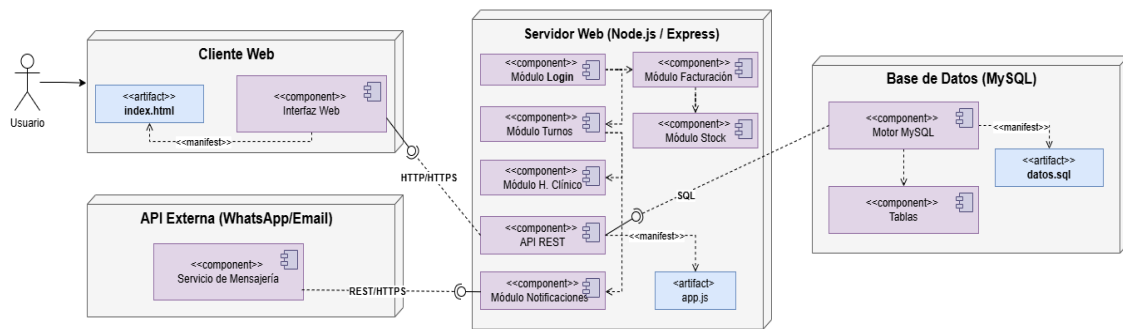 Usuario
Cliente Web
<<artifact>>
index.html
<<component>>
Interfaz Web
<<manifest>>
HTTP/HTTPS
API Externa (WhatsApp/Email)
<<component>>
Servicio de Mensajería
REST/HTTPS
Servidor Web (Node.js / Express)
<<component>>
Módulo Login
<<component>>
Módulo Facturación
<<component>>
Módulo Turnos
<<component>>
Módulo Stock
<<component>>
Módulo H. Clínico
<<component>>
API REST
<<manifest>>
<<component>>
Módulo Notificaciones
<<artifact>
app.js
SQL
Base de Datos (MySQL)
<<component>>
Motor MySQL
<<manifest>>
<<artifact>>
datos.sql
<<component>>
Tablas